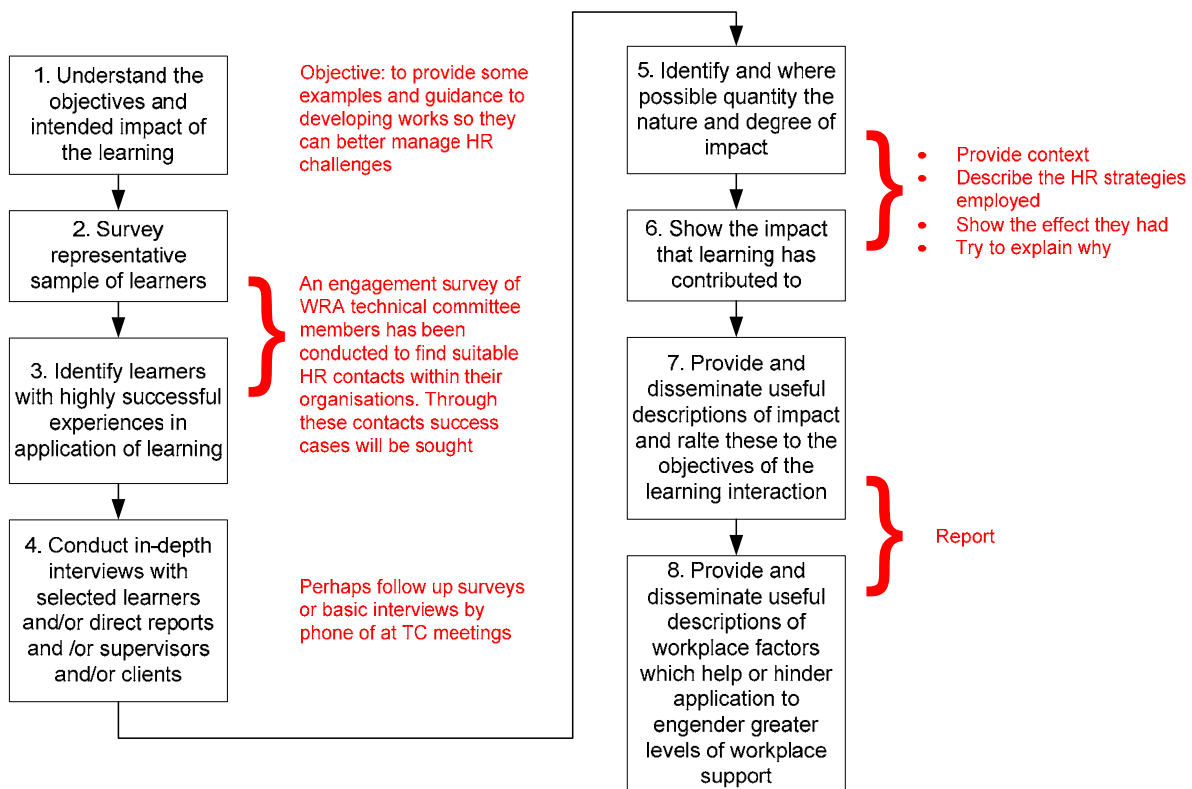 1. Understand the
objectives and
intended impact of
the learning
Objective: to provide some
examples and guidance to
developing works so they
can better manage HR
challenges
2. Survey
representative
sample of learners
An engagement survey of
WRA technical committee
members has been
conducted to find suitable
HR contacts within their
organisations. Through
these contacts success
cases will be sought
3. Identify learners
with highly successful
experiences in
application of learning
4. Conduct in-depth
interviews with
selected learners
and/or direct reports
and /or supervisors
and/or clients
Perhaps follow up surveys
or basic interviews by
phone of at TC meetings
5. Identify and where
possible quantity the
nature and degree of
impact
• Provide context
• Describe the HR strategies
employed
• Show the effect they had
• Try to explain why
6. Show the impact
that learning has
contributed to
7. Provide and
disseminate useful
descriptions of impact
and ralte these to the
objectives of the
learning interaction
Report
8. Provide and
disseminate useful
descriptions of
workplace factors
which help or hinder
application to
engender greater
levels of workplace
support